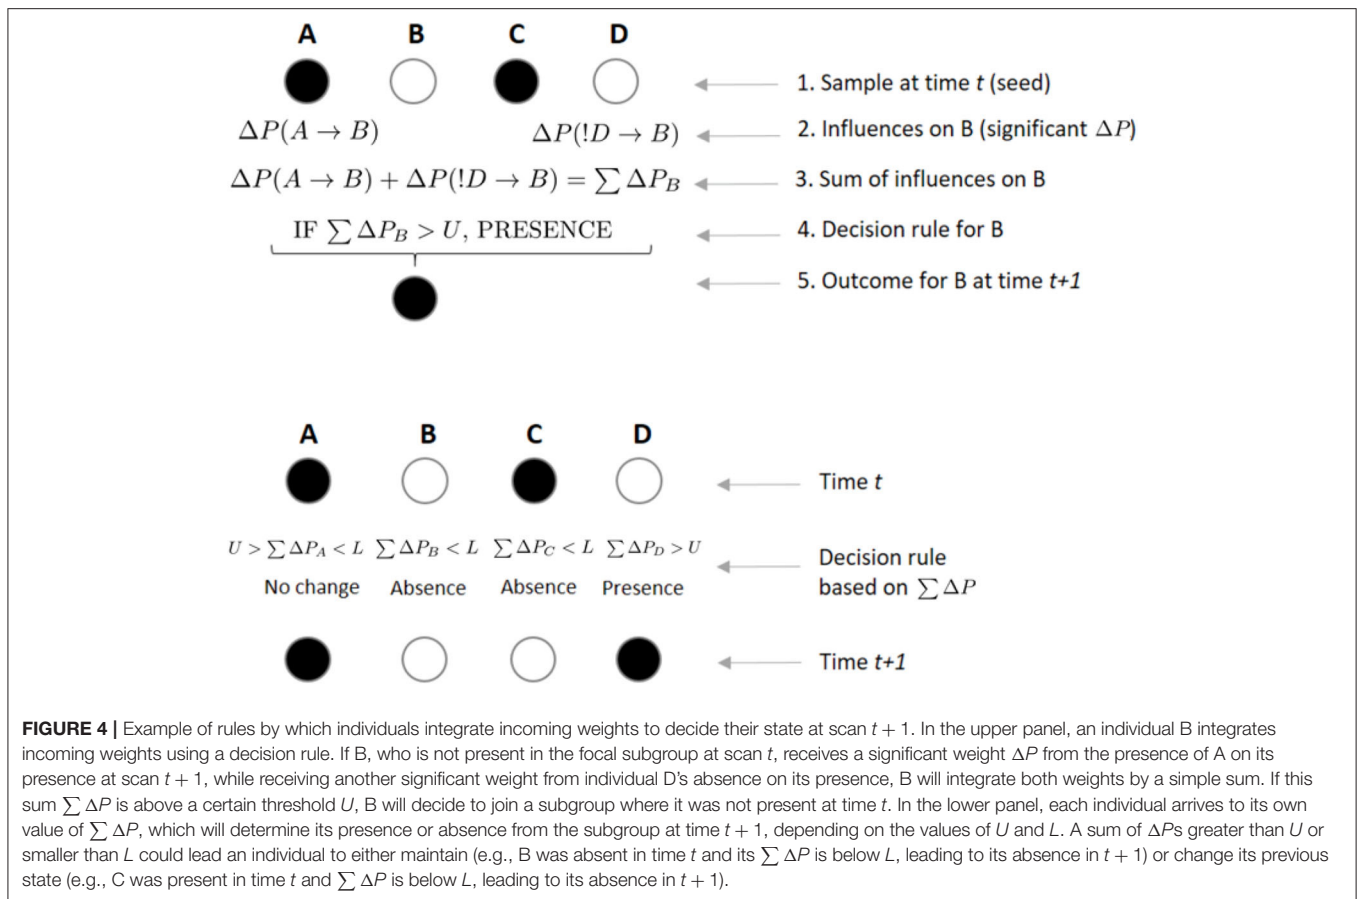 A B C D
1. Sample at time t (seed)
ΔP(A → B) ΔP(!D → B) 2. Influences on B (significant ΔP)
ΔP(A → B) + ΔP(!D → B) = ∑ ΔP_B 3. Sum of influences on B
IF ∑ ΔP_B > U, PRESENCE 4. Decision rule for B
5. Outcome for B at time t+1
A B C D
Time t
U > ∑ ΔP_A < L ∑ ΔP_B < L ∑ ΔP_C < L ∑ ΔP_D > U
Decision rule
No change Absence Absence Presence based on ∑ ΔP
Time t+1
FIGURE 4 | Example of rules by which individuals integrate incoming weights to decide their state at scan t + 1. In the upper panel, an individual B integrates
incoming weights using a decision rule. If B, who is not present in the focal subgroup at scan t, receives a significant weight ΔP from the presence of A on its
presence at scan t + 1, while receiving another significant weight from individual D's absence on its presence, B will integrate both weights by a simple sum. If this
sum ∑ ΔP is above a certain threshold U, B will decide to join a subgroup where it was not present at time t. In the lower panel, each individual arrives to its own
value of ∑ ΔP, which will determine its presence or absence from the subgroup at time t + 1, depending on the values of U and L. A sum of ΔPs greater than U or
smaller than L could lead an individual to either maintain (e.g., B was absent in time t and its ∑ ΔP is below L, leading to its absence in t + 1) or change its previous
state (e.g., C was present in time t and ∑ ΔP is below L, leading to its absence in t + 1).